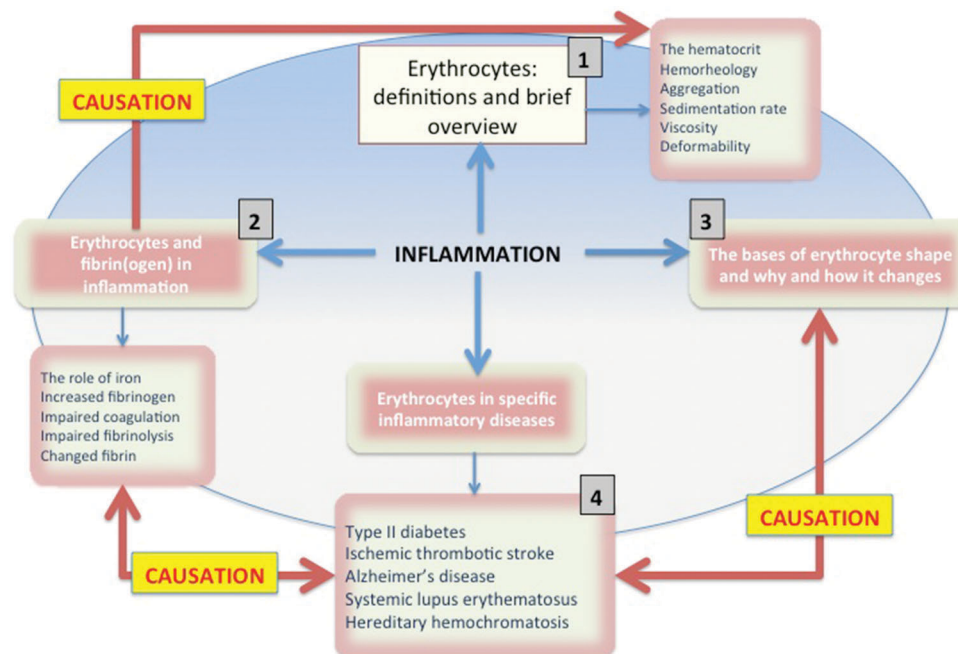 1
Erythrocytes:
definitions and brief
overview
The hematocrit
Hemorheology
Aggregation
Sedimentation rate
Viscosity
Deformability
CAUSATION
2
Erythrocytes and
fibrin(ogen) in
inflammation
INFLAMMATION
3
The bases of erythrocyte shape
and why and how it changes
The role of iron
Increased fibrinogen
Impaired coagulation
Impaired fibrinolysis
Changed fibrin
Erythrocytes in specific
inflammatory diseases
4
Type II diabetes
Ischemic thrombotic stroke
Alzheimer's disease
Systemic lupus erythematosus
Hereditary hemochromatosis
CAUSATION
CAUSATION